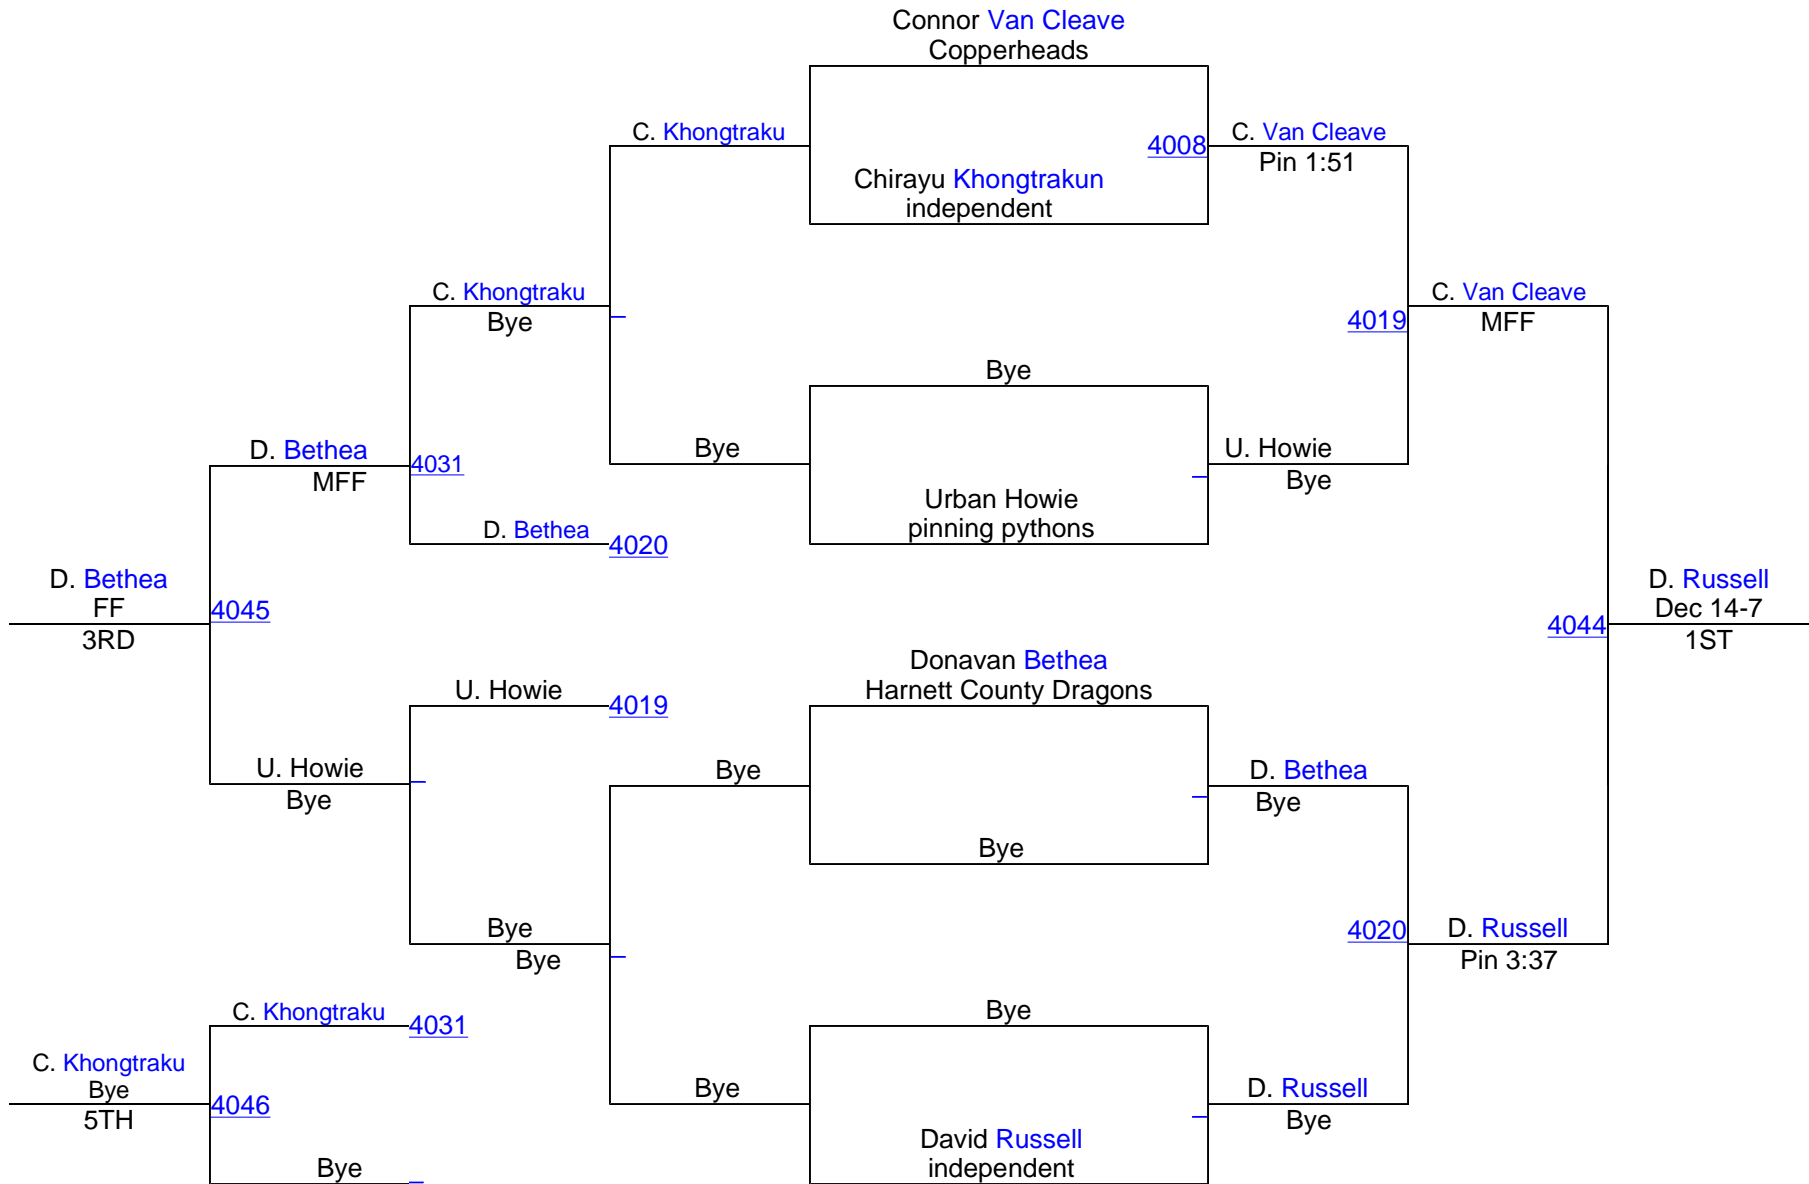 Connor Van Cleave
Copperheads
C. Khongtraku
4008
C. Van Cleave
Pin 1:51
Chirayu Khongtrakun
independent
C. Khongtraku
Bye
4019
C. Van Cleave
MFF
Bye
D. Bethea
MFF
4031
Bye
U. Howie
Bye
Urban Howie
pinning pythons
D. Bethea
4020
D. Bethea
FF
3RD
4045
4044
D. Russell
Dec 14-7
1ST
Donavan Bethea
Harnett County Dragons
U. Howie
4019
U. Howie
Bye
Bye
D. Bethea
Bye
Bye
Bye
Bye
4020
D. Russell
Pin 3:37
C. Khongtraku
4031
Bye
C. Khongtraku
Bye
5TH
4046
Bye
D. Russell
Bye
David Russell
independent
Bye